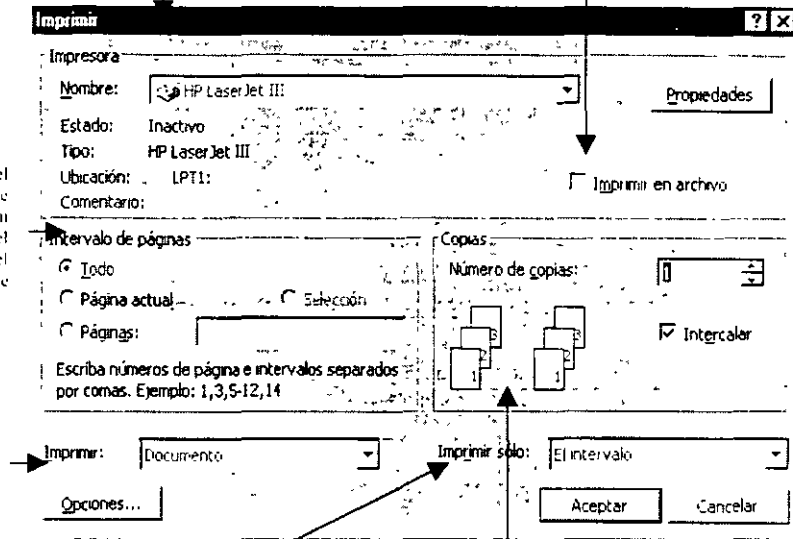 Imprimir
Impresora
Nombre: HP LaserJet III
Propiedades
Estado: Inactivo
Tipo: HP LaserJet III
Ubicación: LPT1:
Imprimir en archivo
Comentario:
Intervalo de páginas
Todo
Página actual Selección
Páginas:
Escriba números de página e intervalos separados
por comas. Ejemplo: 1,3,5-12,14
Copias
Número de copias: 1
3 3
2 2
1 1
Intercalar
Imprimir: Documento
Imprimir sólo: El intervalo
Opciones...
Aceptar Cancelar